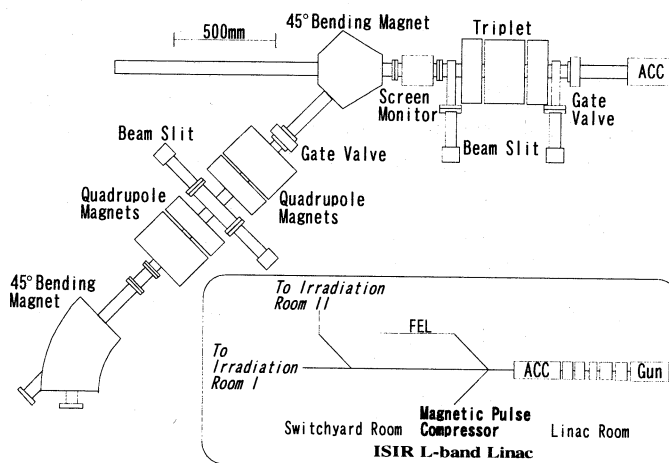 45°Bending Magnet
Triplet
500mm
ACC
Screen
Monitor
Gate
Valve
Beam Slit
Gate Valve
Beam Slit
Quadrupole
Magnets
Quadrupole
Magnets
45°Bending
Magnet
To Irradiation
Room II
FEL
To
Irradiation
Room I
ACC
Gun
Switchyard Room
Magnetic Pulse
Compressor
Linac Room
ISIR L-band Linac